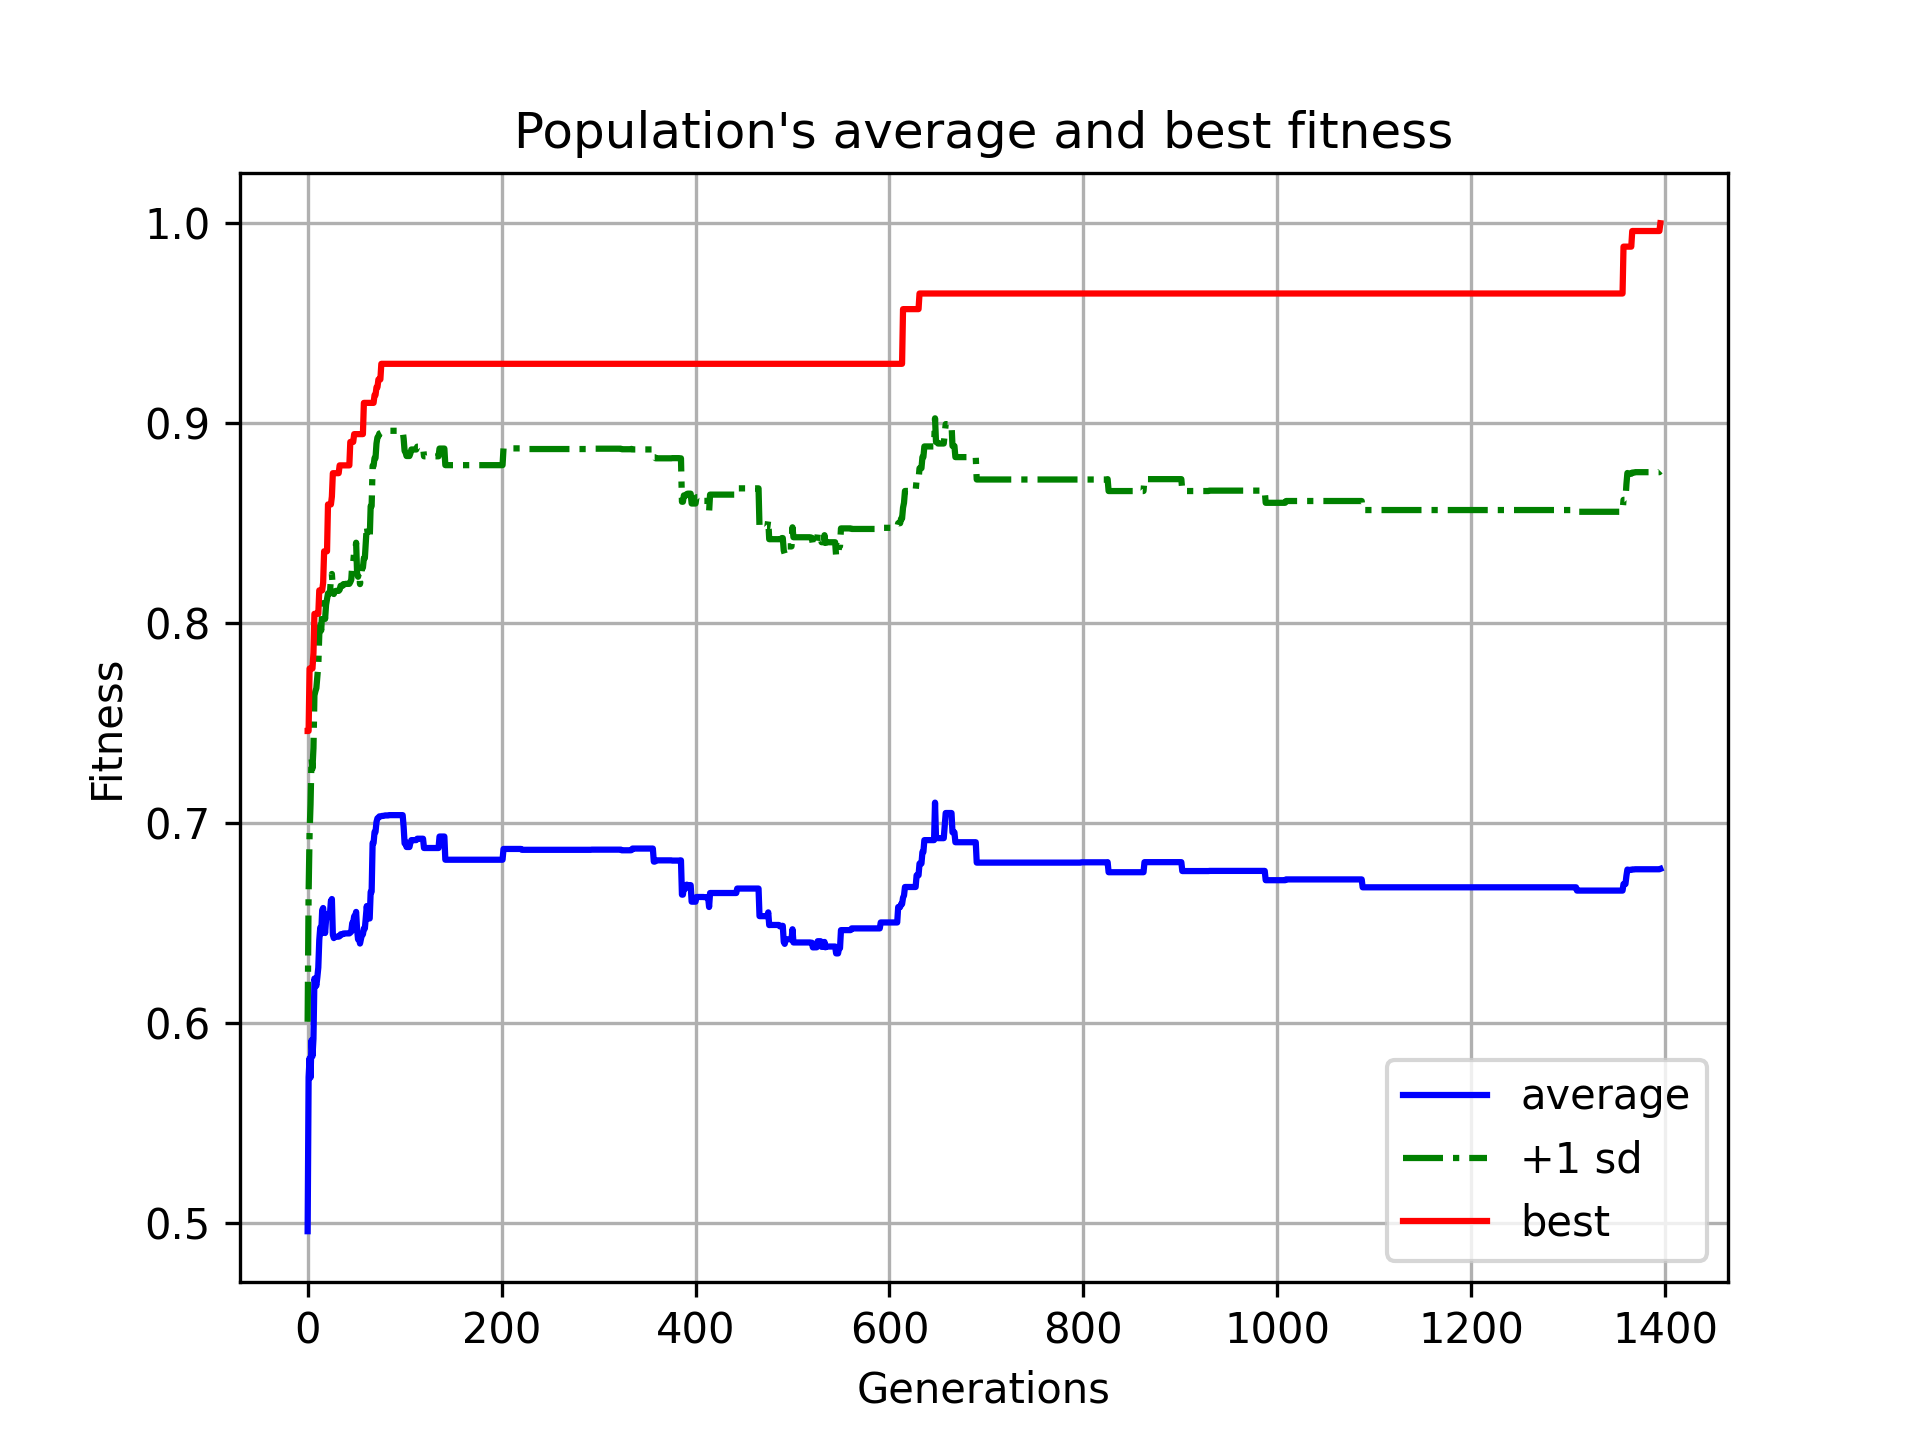 Population's average and best fitness
1.0
0.9
0.8
0.7
0.6
0.5
Fitness
0 200 400 600 800 1000 1200 1400
Generations
average
+1 sd
best